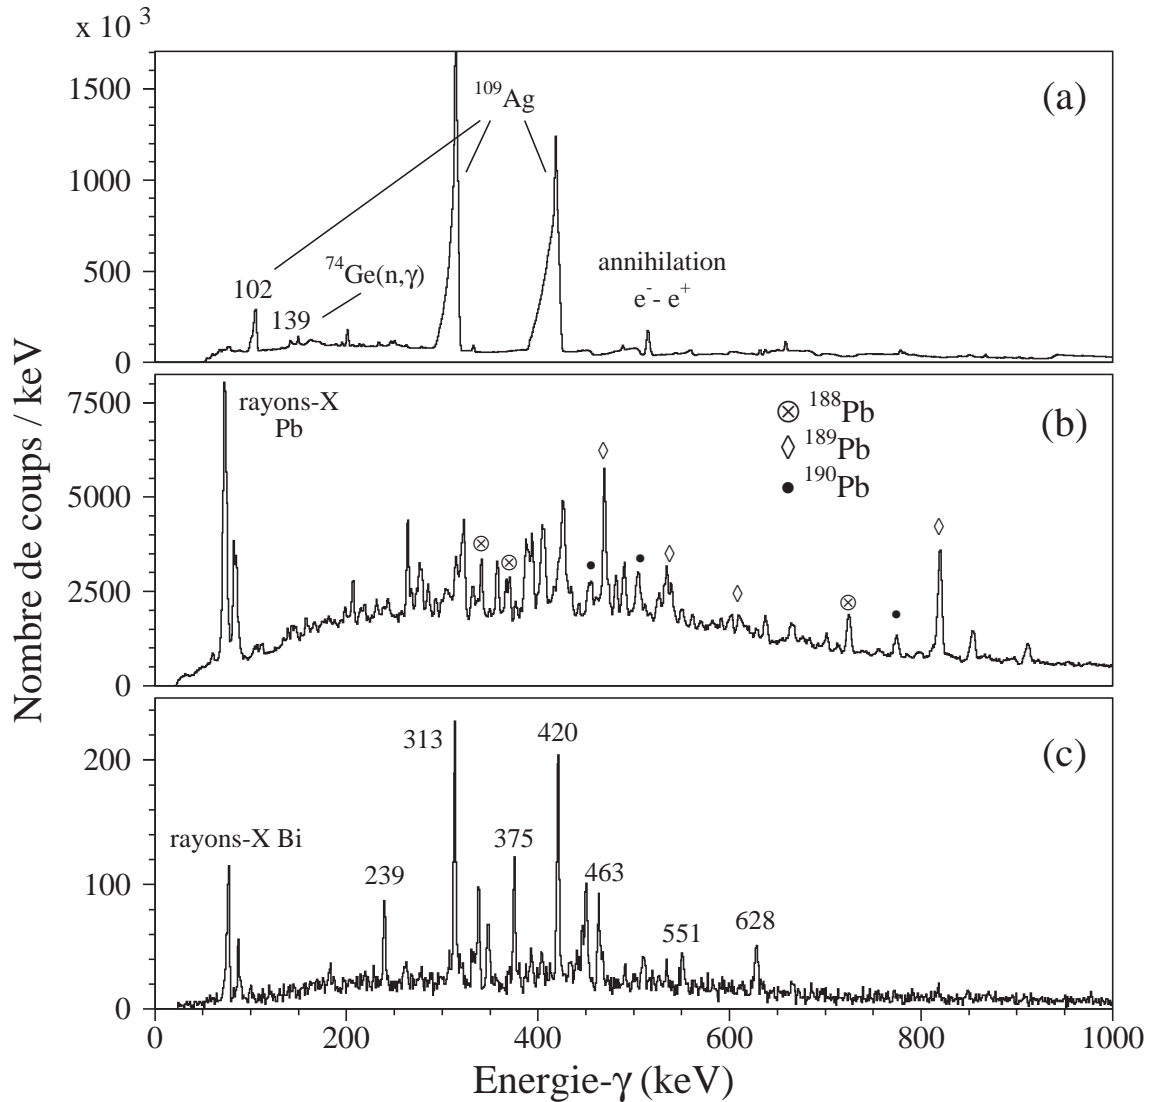 x 10³
1500
1000
500
0
(a)
¹⁰⁹Ag
⁷⁴Ge(n,γ)
102
139
annihilation
e⁻- e⁺
Nombre de coups / keV
7500
5000
2500
0
rayons-X
Pb
⊗ ¹⁸⁸Pb
◊ ¹⁸⁹Pb
● ¹⁹⁰Pb
(b)
200
100
0
(c)
rayons-X Bi
239
313
375
420
463
551
628
0 200 400 600 800 1000
Energie-γ (keV)